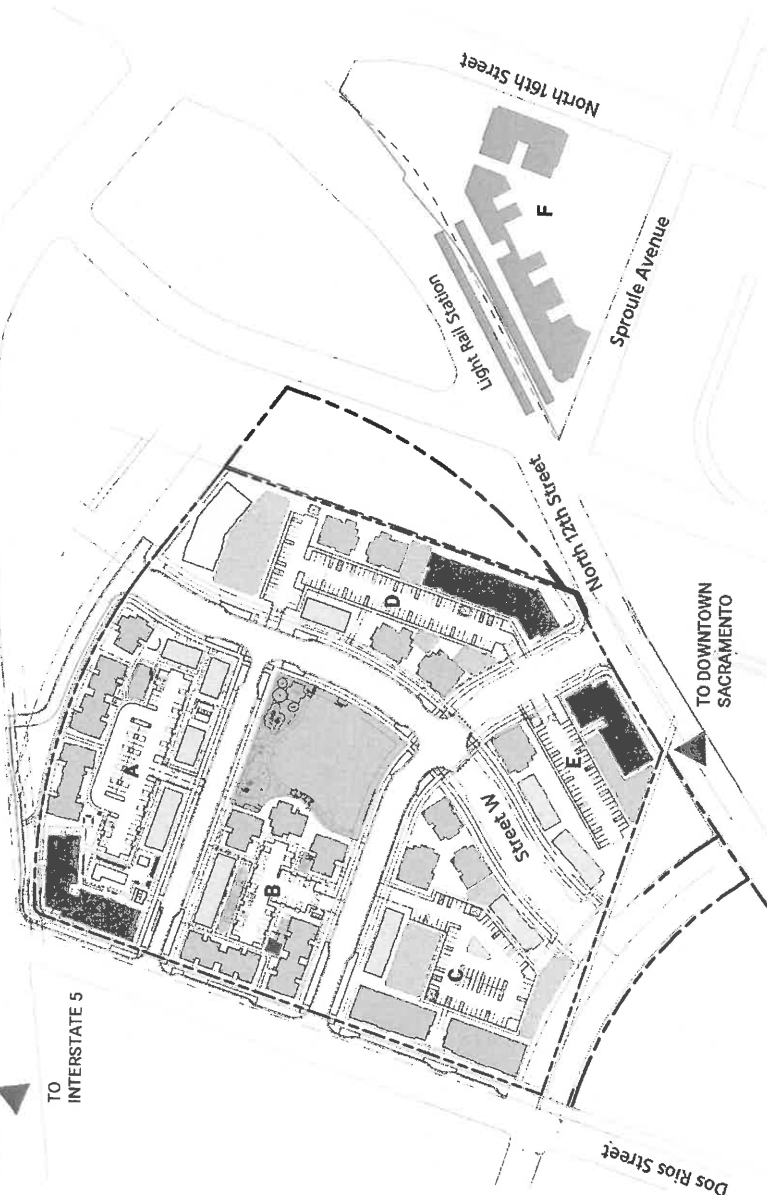 North 16th Street
F
Sproule Avenue
Light Rail Station
North 12th Street
D
TO DOWNTOWN
SACRAMENTO
A
E
Street W
B
C
TO
INTERSTATE 5
Dos Rios Street